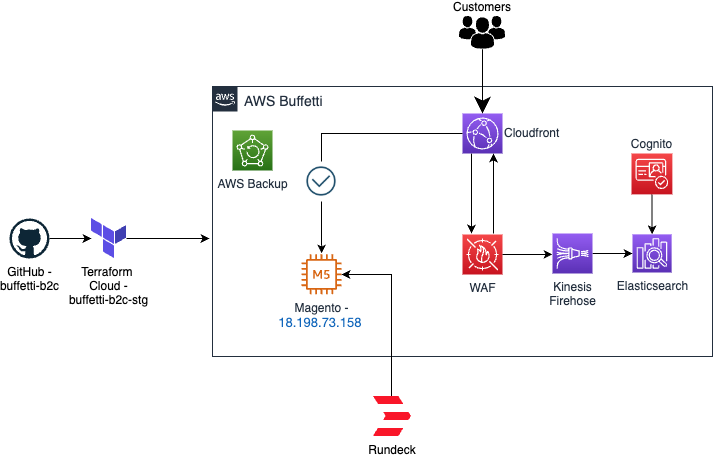 Customers
aws
AWS Buffetti
Cloudfront
Cognito
AWS Backup
GitHub -
buffetti-b2c
Terraform
Cloud -
buffetti-b2c-stg
M5
Magento -
18.198.73.158
WAF
Kinesis
Firehose
Elasticsearch
Rundeck